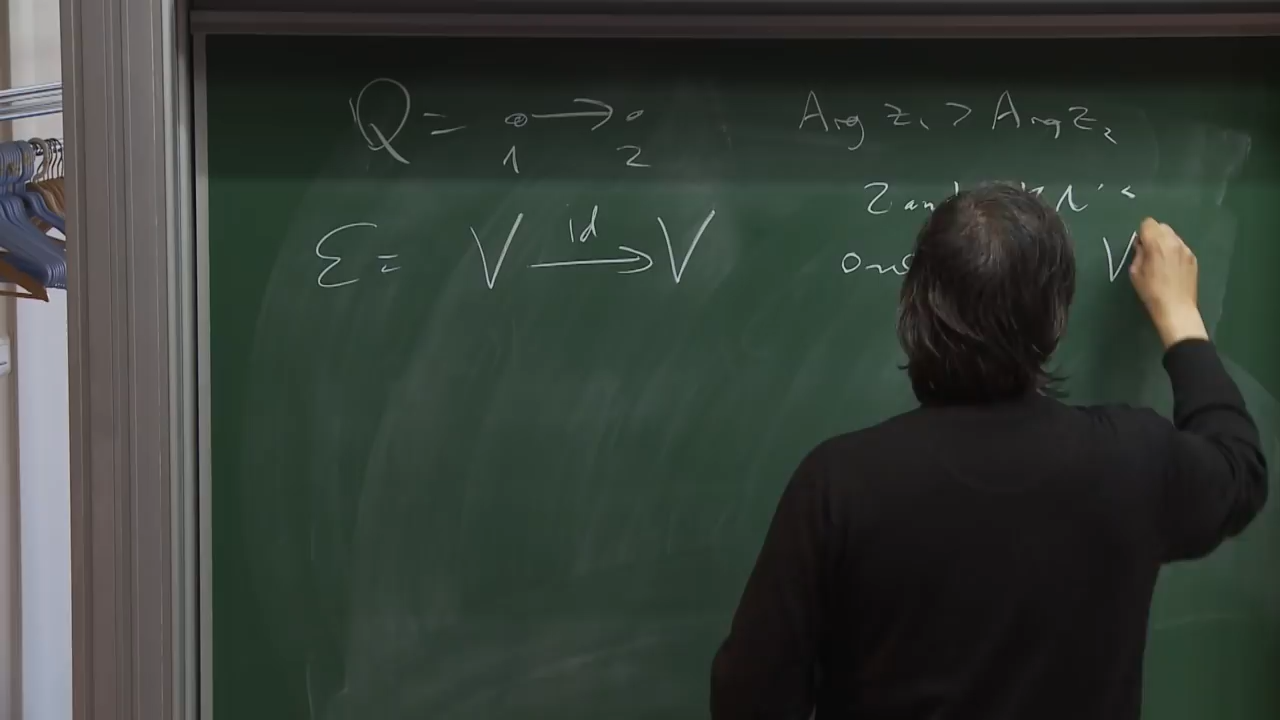 Q = 1 → 2
Arg z₁ > Arg z₂
ℰ = V id→ V
V